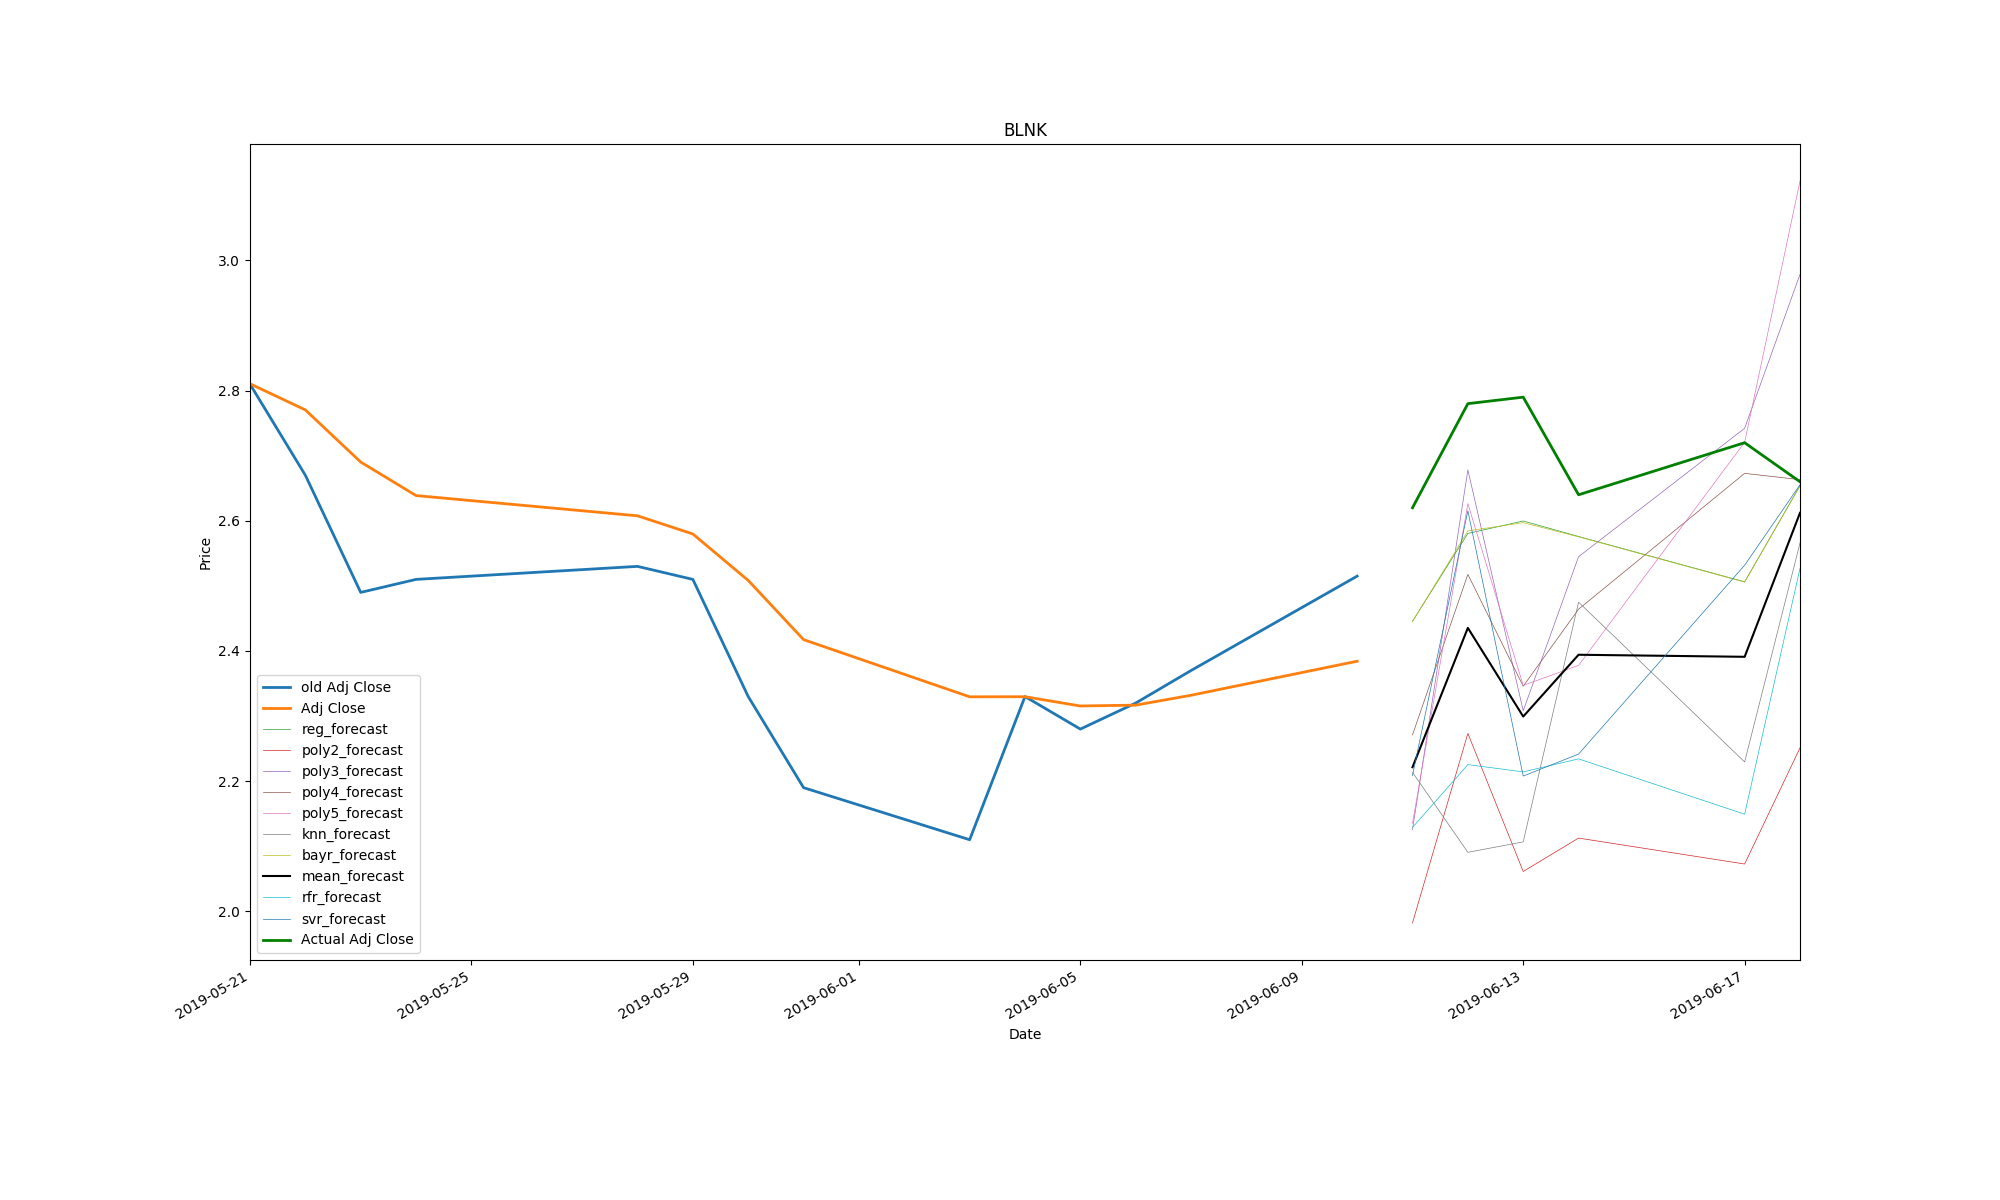 BLNK
3.0
2.8
2.6
2.4
2.2
2.0
Price
old Adj Close
Adj Close
reg_forecast
poly2_forecast
poly3_forecast
poly4_forecast
poly5_forecast
knn_forecast
bayr_forecast
mean_forecast
rfr_forecast
svr_forecast
Actual Adj Close
2019-05-21
2019-05-25
2019-05-29
2019-06-01
2019-06-05
2019-06-09
2019-06-13
2019-06-17
Date